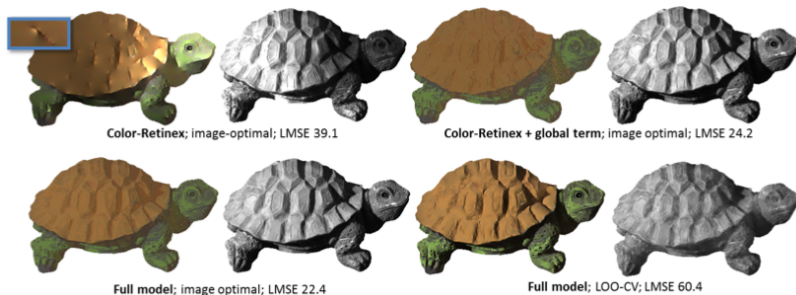 Color-Retinex; image-optimal; LMSE 39.1
Color-Retinex + global term; image optimal; LMSE 24.2
Full model; image optimal; LMSE 22.4
Full model; LOO-CV; LMSE 60.4